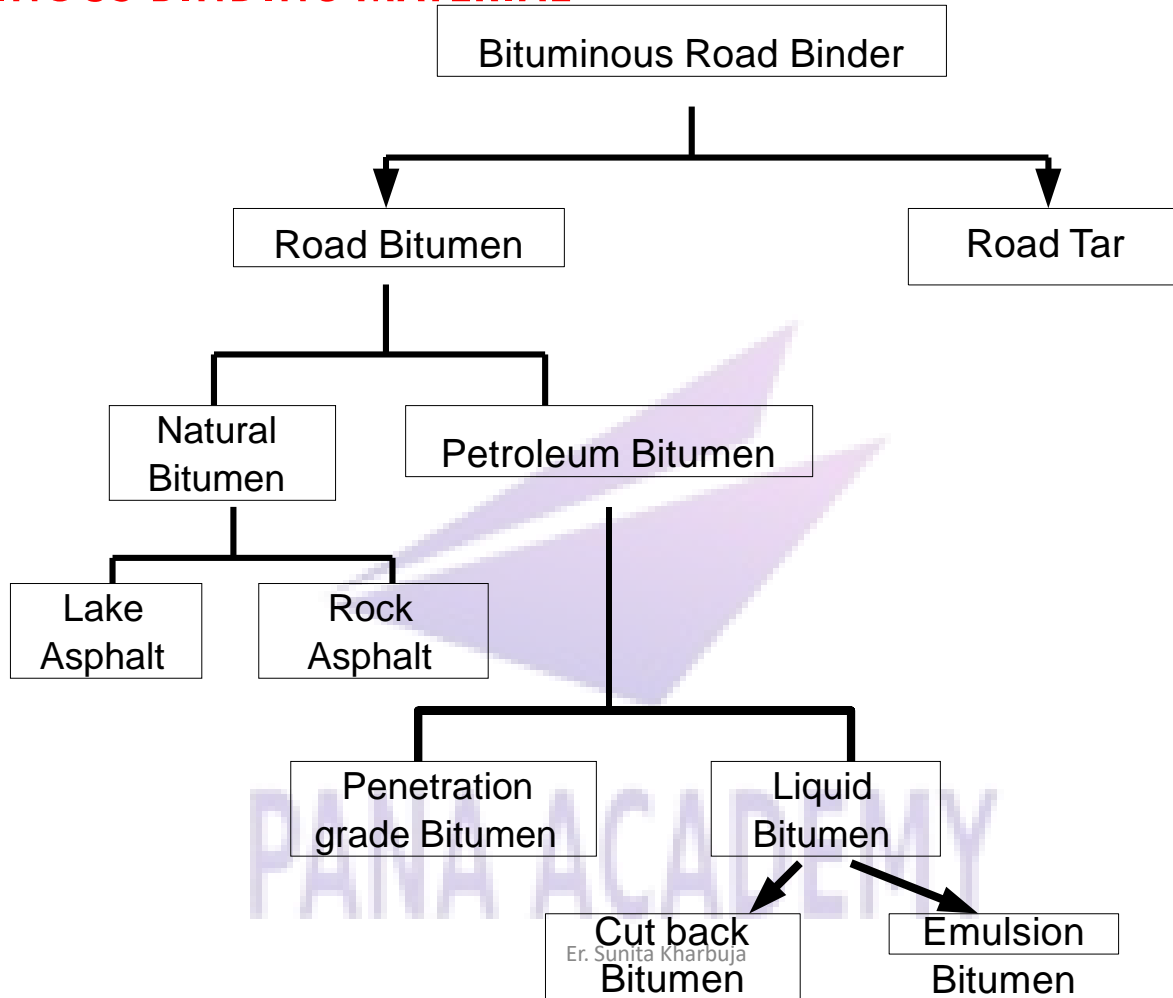 Bituminous Road Binder
Road Bitumen
Road Tar
Natural
Bitumen
Petroleum Bitumen
Lake
Asphalt
Rock
Asphalt
Penetration
grade Bitumen
Liquid
Bitumen
PANA ACADEMY
Cut back
Bitumen
Emulsion
Bitumen
Er. Sunita Kharbuja